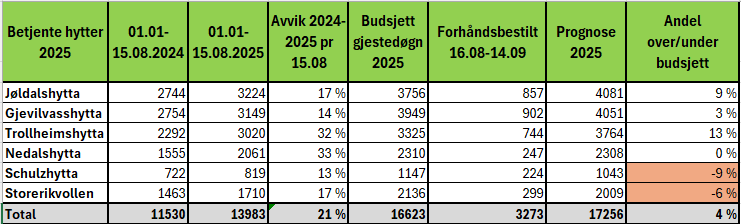 Betjente hytter 2025 01.01-15.08.2024 01.01-15.08.2025 Avvik 2024-2025 pr 15.08 Budsjett gjestedøgn 2025 Forhåndsbestilt 16.08-14.09 Prognose 2025 Andel over/under budsjett
Jøldalshytta 2744 3224 17 % 3756 857 4081 9 %
Gjevilvasshytta 2754 3149 14 % 3949 902 4051 3 %
Trollheimshytta 2292 3020 32 % 3325 744 3764 13 %
Nedalshytta 1555 2061 33 % 2310 247 2308 0 %
Schulzhytta 722 819 13 % 1147 224 1043 -9 %
Storerikvollen 1463 1710 17 % 2136 299 2009 -6 %
Total 11530 13983 21 % 16623 3273 17256 4 %